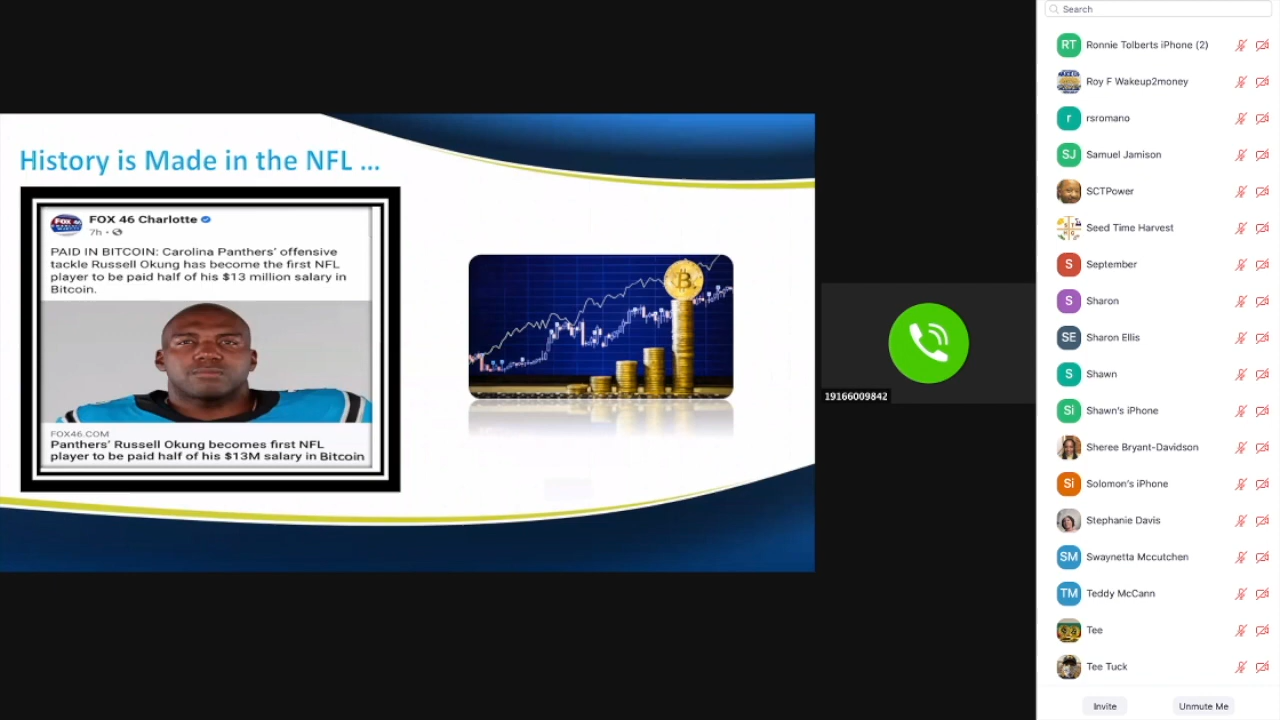 History is Made in the NFL ...
FOX 46
FOX 46 Charlotte
7h
PAID IN BITCOIN: Carolina Panthers' offensive
tackle Russell Okung has become the first NFL
player to be paid half of his $13 million salary in
Bitcoin.
FOX46.COM
Panthers' Russell Okung becomes first NFL
player to be paid half of his $13M salary in Bitcoin
19166009842
Search
RT Ronnie Tolberts iPhone (2)
Roy F Wakeup2money
r rsromano
SJ Samuel Jamison
SCTPower
Seed Time Harvest
S September
S Sharon
SE Sharon Ellis
S Shawn
Si Shawn's iPhone
Sheree Bryant-Davidson
Si Solomon's iPhone
Stephanie Davis
SM Swaynetta Mccutchen
TM Teddy McCann
Tee
Tee Tuck
Invite
Unmute Me